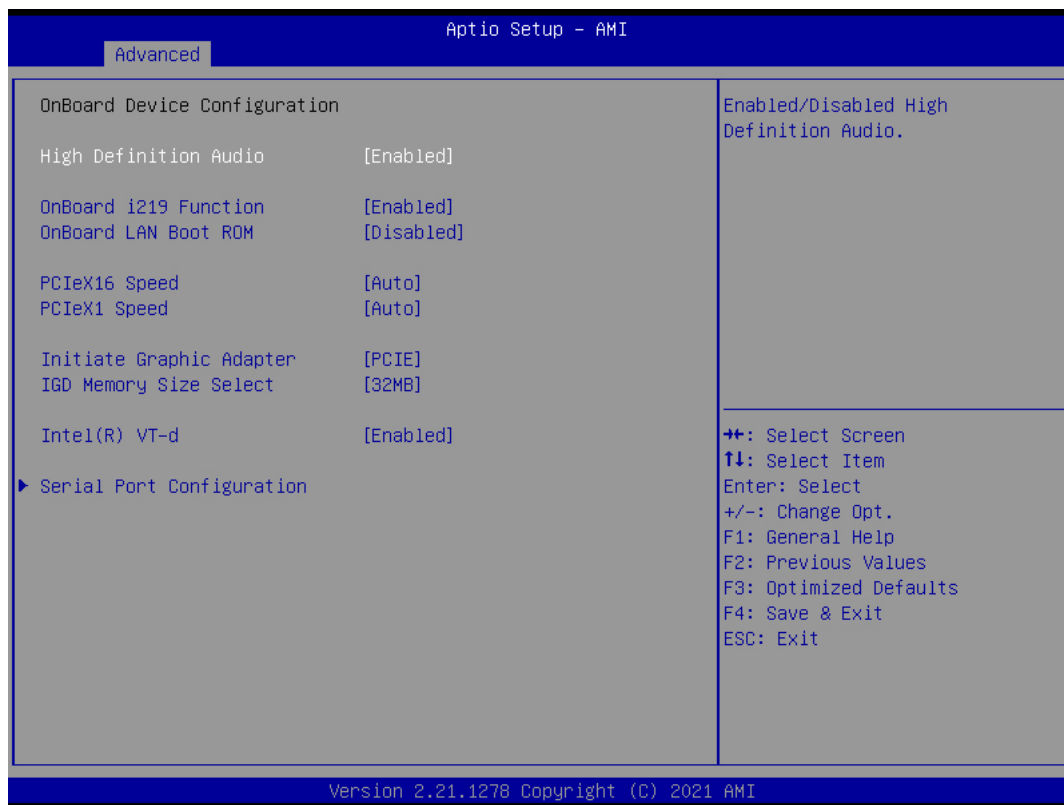 Aptio Setup – AMI
Advanced
OnBoard Device Configuration
High Definition Audio [Enabled]
OnBoard i219 Function [Enabled]
OnBoard LAN Boot ROM [Disabled]
PCIeX16 Speed [Auto]
PCIeX1 Speed [Auto]
Initiate Graphic Adapter [PCIE]
IGD Memory Size Select [32MB]
Intel(R) VT-d [Enabled]
▶ Serial Port Configuration
Enabled/Disabled High
Definition Audio.
→←: Select Screen
↑↓: Select Item
Enter: Select
+/-: Change Opt.
F1: General Help
F2: Previous Values
F3: Optimized Defaults
F4: Save & Exit
ESC: Exit
Version 2.21.1278 Copyright (C) 2021 AMI